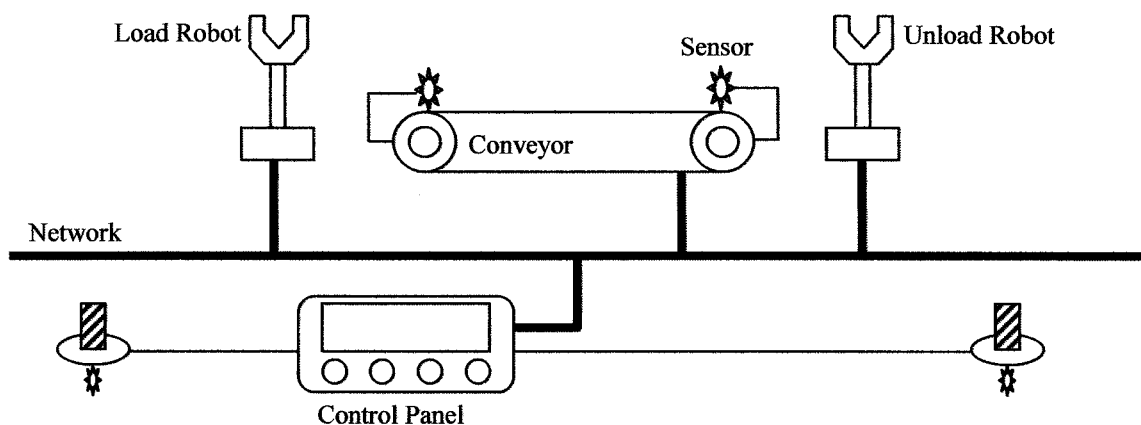 Load Robot
Unload Robot
Sensor
Conveyor
Network
Control Panel